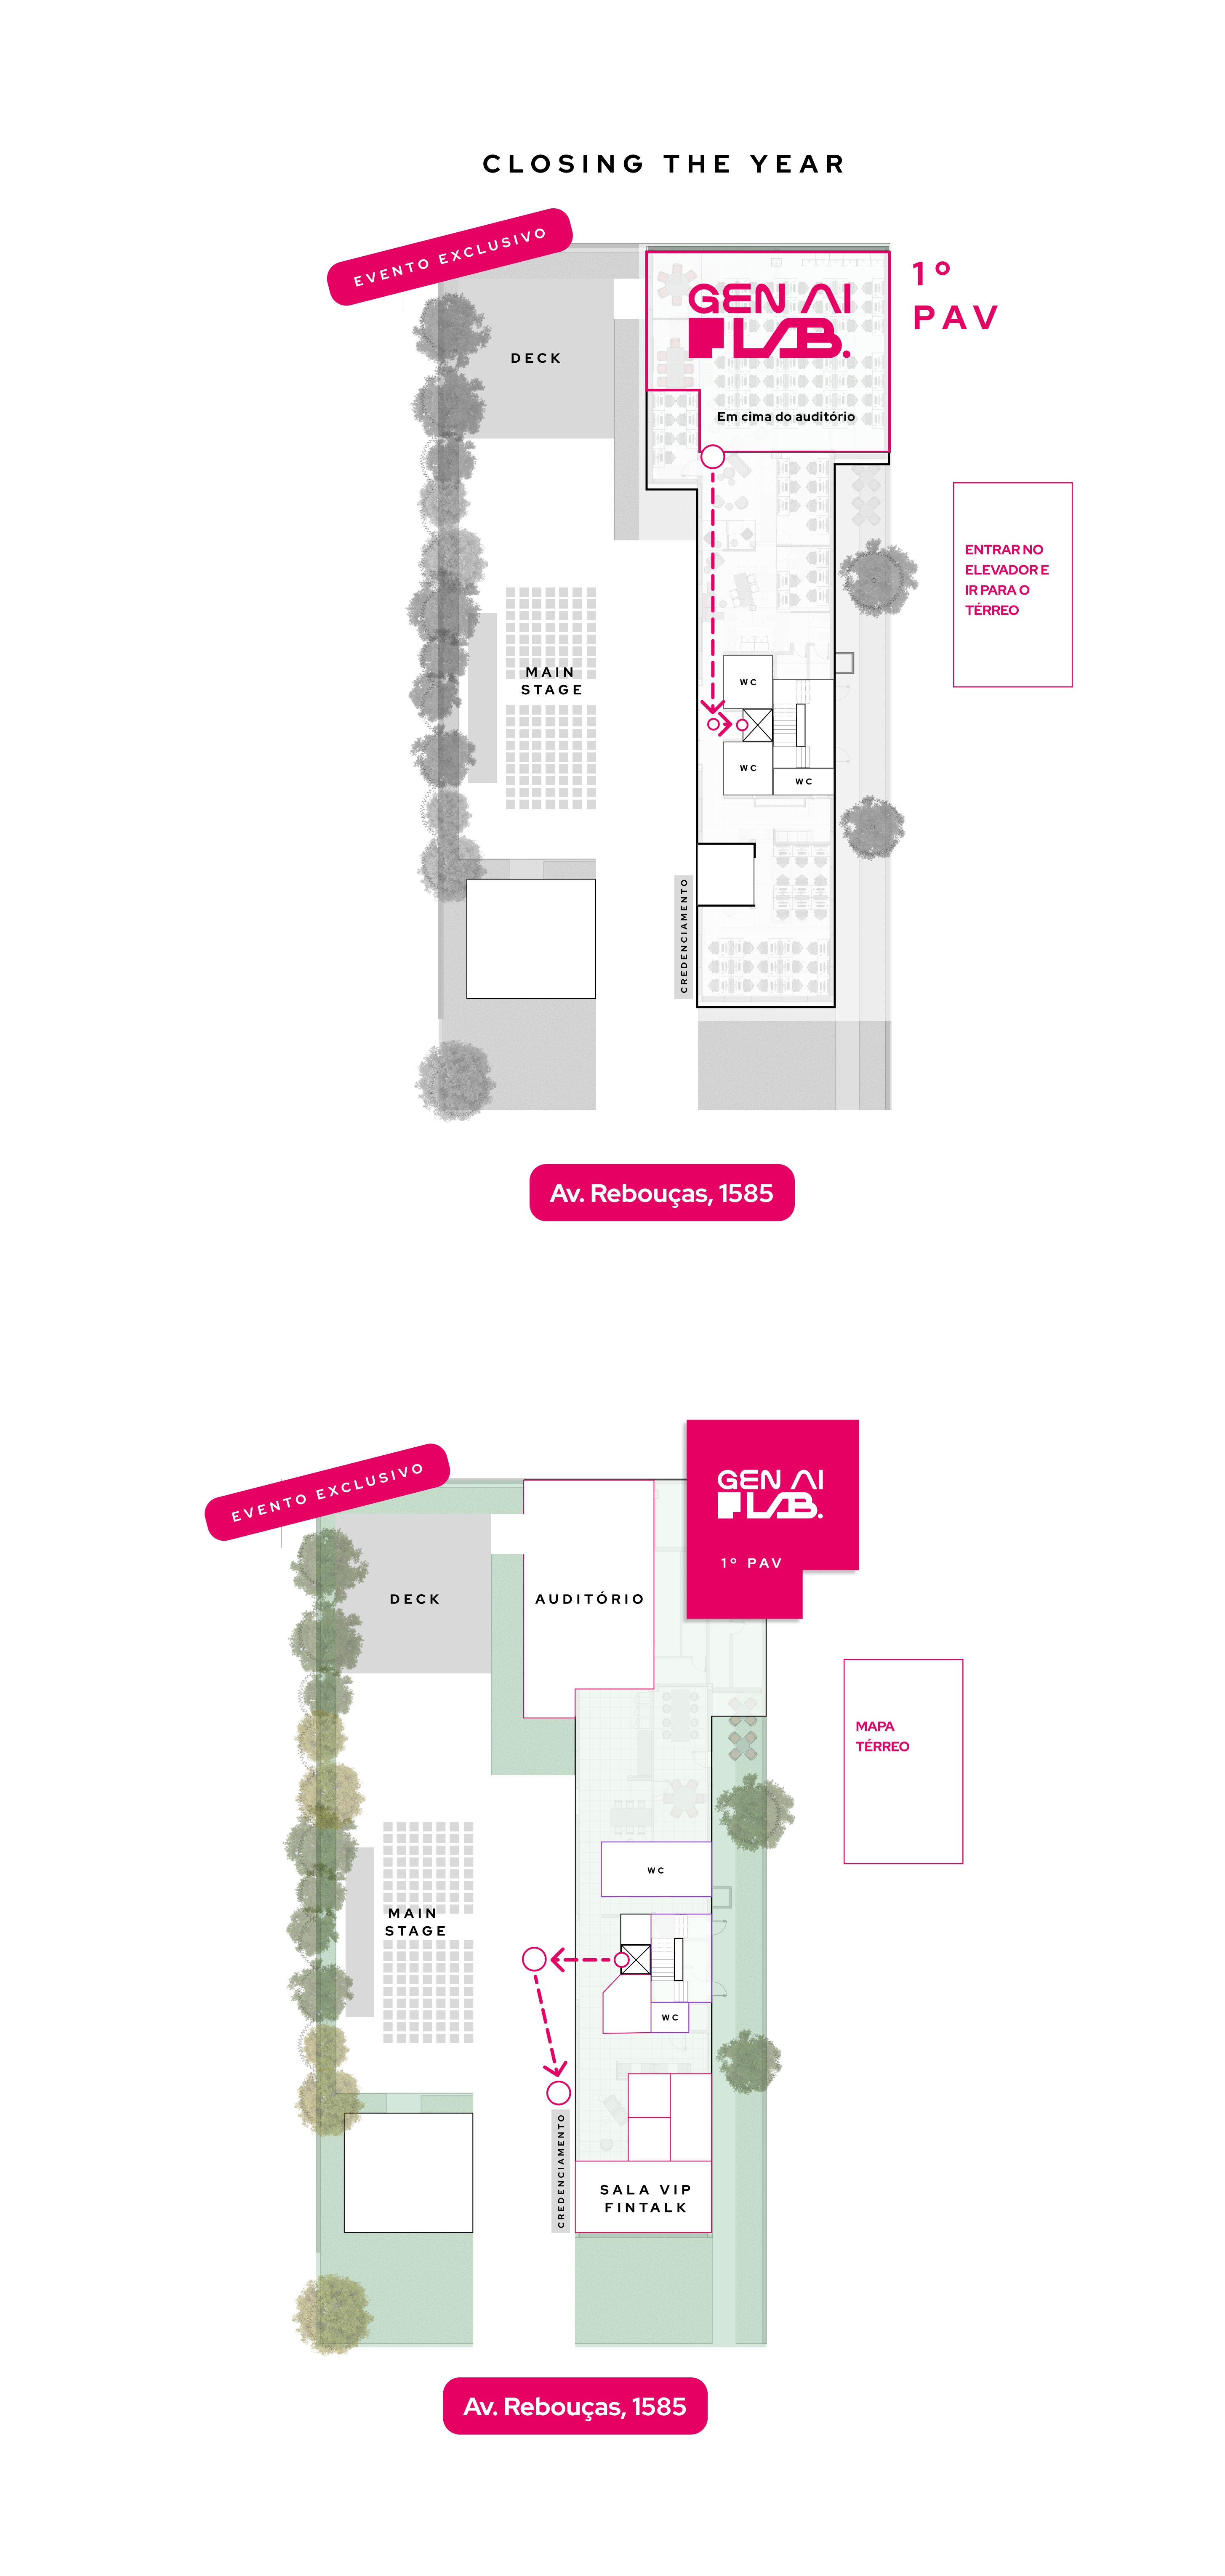 CLOSING THE YEAR
EVENTO EXCLUSIVO
GEN AI
LAB.
1º
PAV
DECK
Em cima do auditório
ENTRAR NO
ELEVADOR E
IR PARA O
TÉRREO
MAIN
STAGE
WC
WC
WC
CREDENCIAMENTO
Av. Rebouças, 1585
EVENTO EXCLUSIVO
GEN AI
LAB.
1º PAV
DECK
AUDITÓRIO
MAPA
TÉRREO
WC
MAIN
STAGE
WC
CREDENCIAMENTO
SALA VIP
FINTALK
Av. Rebouças, 1585